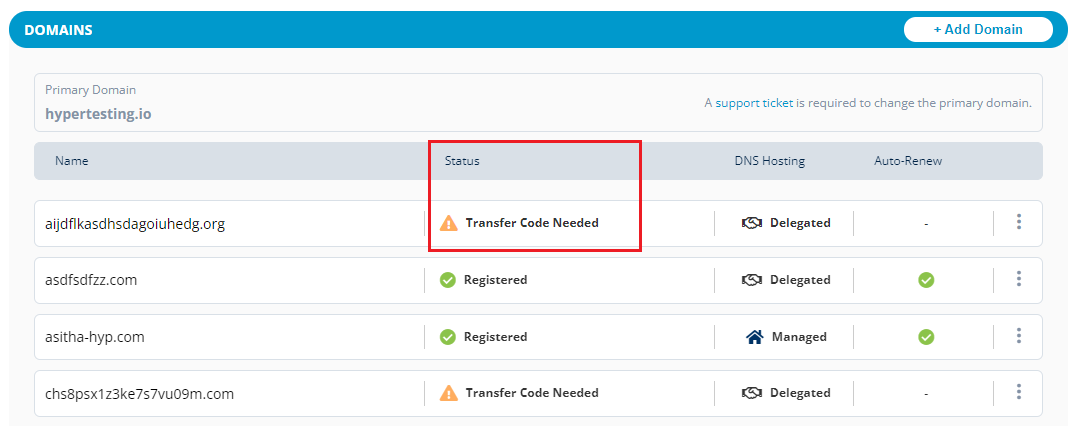 DOMAINS
+ Add Domain
Primary Domain
hypertesting.io
A support ticket is required to change the primary domain.
Name Status DNS Hosting Auto-Renew
aijdflkasdhsdagoiuhedg.org Transfer Code Needed Delegated -
asdfsdfzz.com Registered Delegated
asitha-hyp.com Registered Managed
chs8psx1z3ke7s7vu09m.com Transfer Code Needed Delegated -